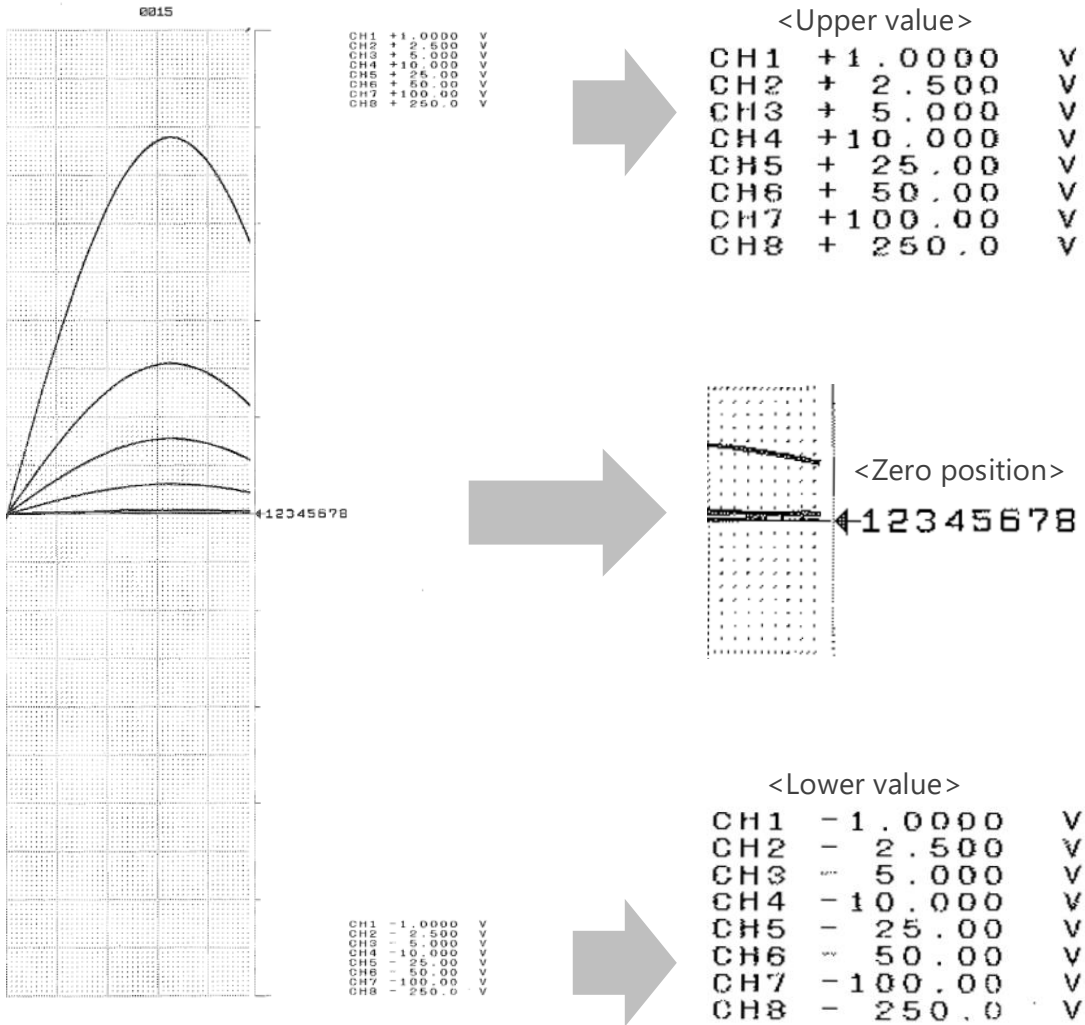 0015
CH1 +1.0000 V
CH2 + 2.500 V
CH3 + 5.000 V
CH4 +10.000 V
CH5 + 25.00 V
CH6 + 50.00 V
CH7 +100.00 V
CH8 + 250.0 V
<Upper value>
CH1 +1.0000 V
CH2 + 2.500 V
CH3 + 5.000 V
CH4 +10.000 V
CH5 + 25.00 V
CH6 + 50.00 V
CH7 +100.00 V
CH8 + 250.0 V
12345678
<Zero position>
12345678
CH1 -1.0000 V
CH2 - 2.500 V
CH3 - 5.000 V
CH4 -10.000 V
CH5 - 25.00 V
CH6 - 50.00 V
CH7 -100.00 V
CH8 - 250.0 V
<Lower value>
CH1 -1.0000 V
CH2 - 2.500 V
CH3 - 5.000 V
CH4 -10.000 V
CH5 - 25.00 V
CH6 - 50.00 V
CH7 -100.00 V
CH8 - 250.0 V